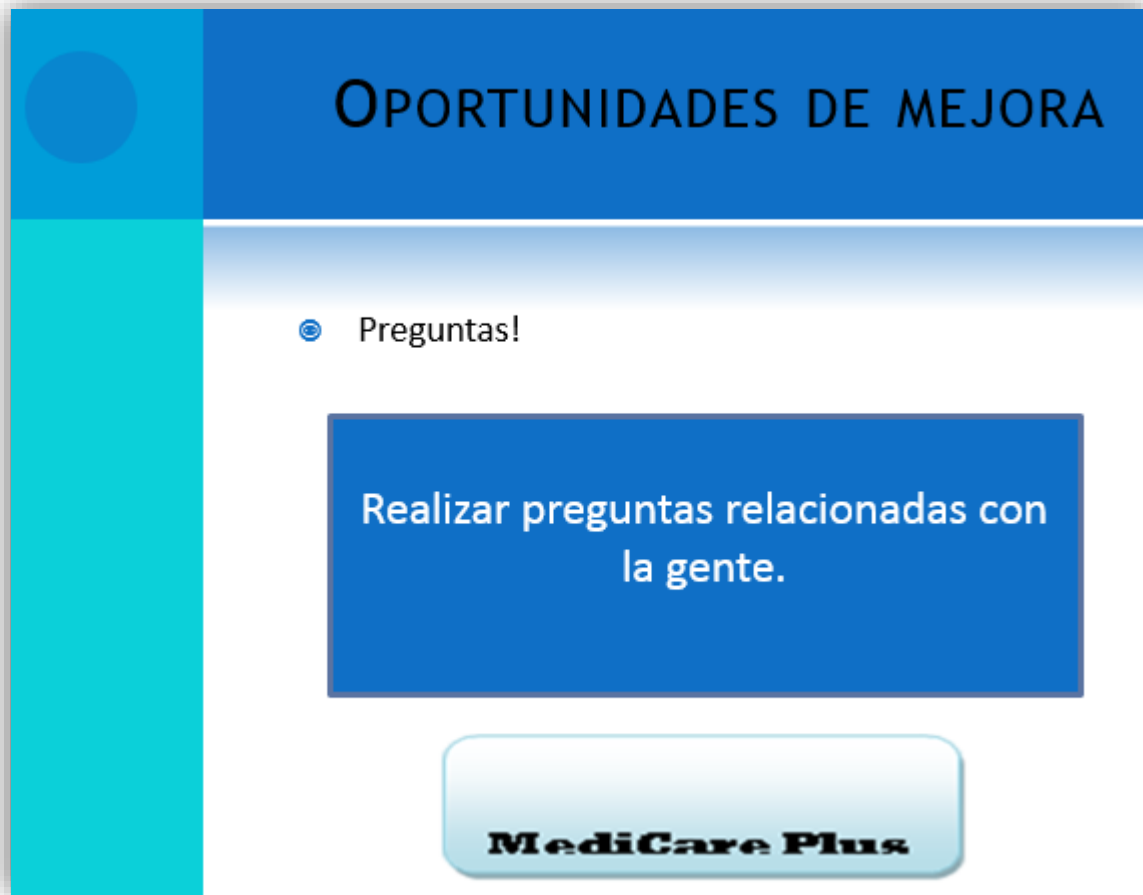 OPORTUNIDADES DE MEJORA
Preguntas!
Realizar preguntas relacionadas con
la gente.
MediCare Plus